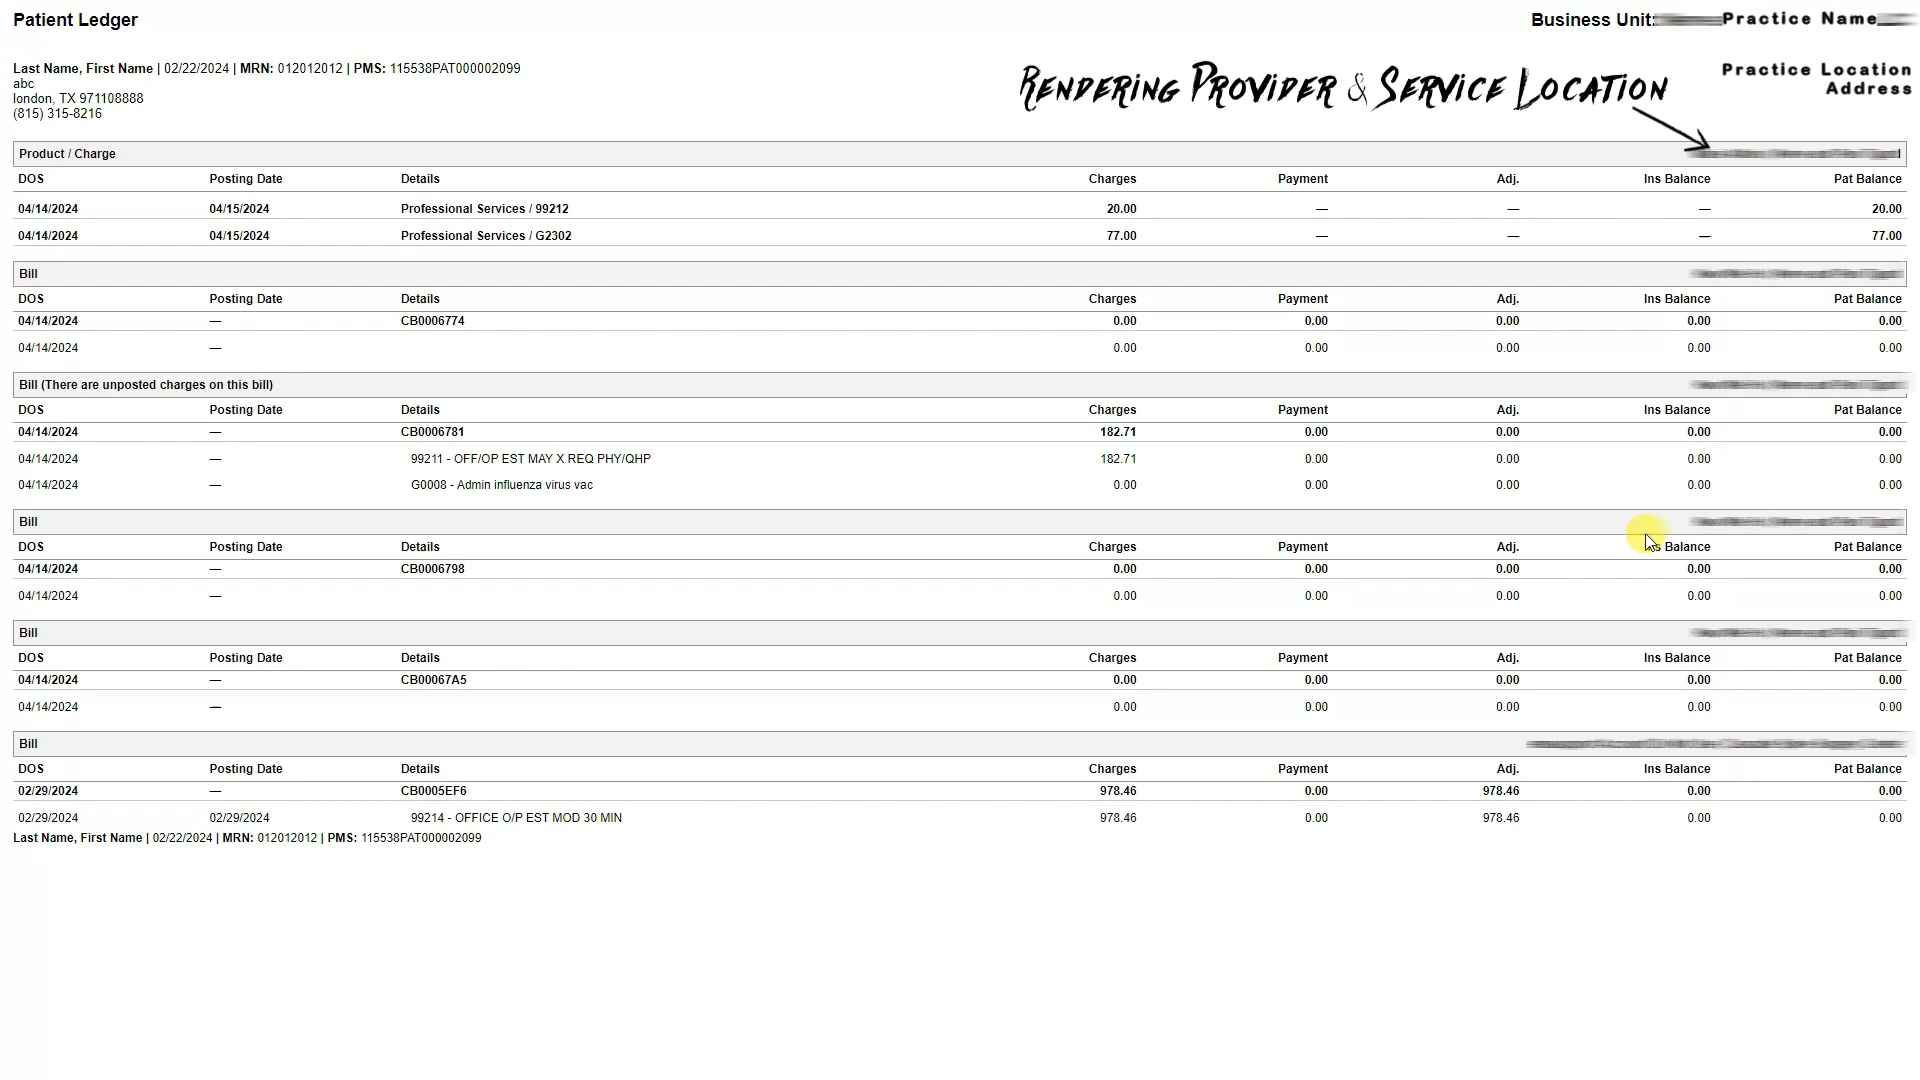 Patient Ledger Business Unit: Practice Name
Last Name, First Name | 02/22/2024 | MRN: 012012012 | PMS: 115538PAT000002099
abc
london, TX 971108888
(815) 315-8216
Rendering Provider & Service Location
Practice Location
Address
Product / Charge
DOS Posting Date Details Charges Payment Adj. Ins Balance Pat Balance
04/14/2024 04/15/2024 Professional Services / 99212 20.00 — — — 20.00
04/14/2024 04/15/2024 Professional Services / G2302 77.00 — — — 77.00
Bill
DOS Posting Date Details Charges Payment Adj. Ins Balance Pat Balance
04/14/2024 — CB0006774 0.00 0.00 0.00 0.00 0.00
04/14/2024 — 0.00 0.00 0.00 0.00 0.00
Bill (There are unposted charges on this bill)
DOS Posting Date Details Charges Payment Adj. Ins Balance Pat Balance
04/14/2024 — CB0006781 182.71 0.00 0.00 0.00 0.00
04/14/2024 — 99211 - OFF/OP EST MAY X REQ PHY/QHP 182.71 0.00 0.00 0.00 0.00
04/14/2024 — G0008 - Admin influenza virus vac 0.00 0.00 0.00 0.00 0.00
Bill
DOS Posting Date Details Charges Payment Adj. Ins Balance Pat Balance
04/14/2024 — CB0006798 0.00 0.00 0.00 0.00 0.00
04/14/2024 — 0.00 0.00 0.00 0.00 0.00
Bill
DOS Posting Date Details Charges Payment Adj. Ins Balance Pat Balance
04/14/2024 — CB00067A5 0.00 0.00 0.00 0.00 0.00
04/14/2024 — 0.00 0.00 0.00 0.00 0.00
Bill
DOS Posting Date Details Charges Payment Adj. Ins Balance Pat Balance
02/29/2024 — CB0005EF6 978.46 0.00 978.46 0.00 0.00
02/29/2024 02/29/2024 99214 - OFFICE O/P EST MOD 30 MIN 978.46 0.00 978.46 0.00 0.00
Last Name, First Name | 02/22/2024 | MRN: 012012012 | PMS: 115538PAT000002099